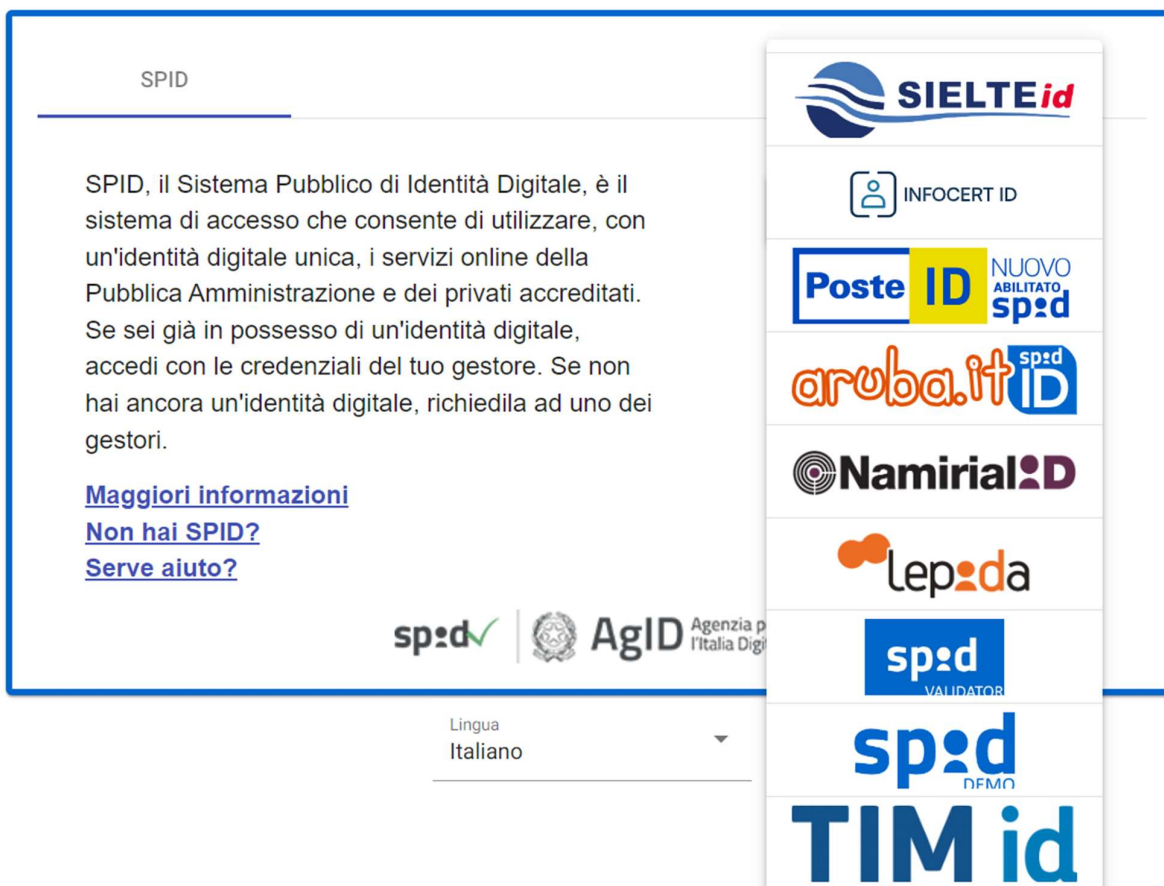 SPID
SPID, il Sistema Pubblico di Identità Digitale, è il
sistema di accesso che consente di utilizzare, con
un'identità digitale unica, i servizi online della
Pubblica Amministrazione e dei privati accreditati.
Se sei già in possesso di un'identità digitale,
accedi con le credenziali del tuo gestore. Se non
hai ancora un'identità digitale, richiedila ad uno dei
gestori.
Maggiori informazioni
Non hai SPID?
Serve aiuto?
spid
AgID
Agenzia p
l'Italia Digi
Lingua
Italiano
SIELTE id
INFOCERT ID
Poste ID
NUOVO
ABILITATO
spid
aruba.it
spid
ID
Namirial ID
Lepida
spid
VALIDATOR
spid
DEMO
TIM id